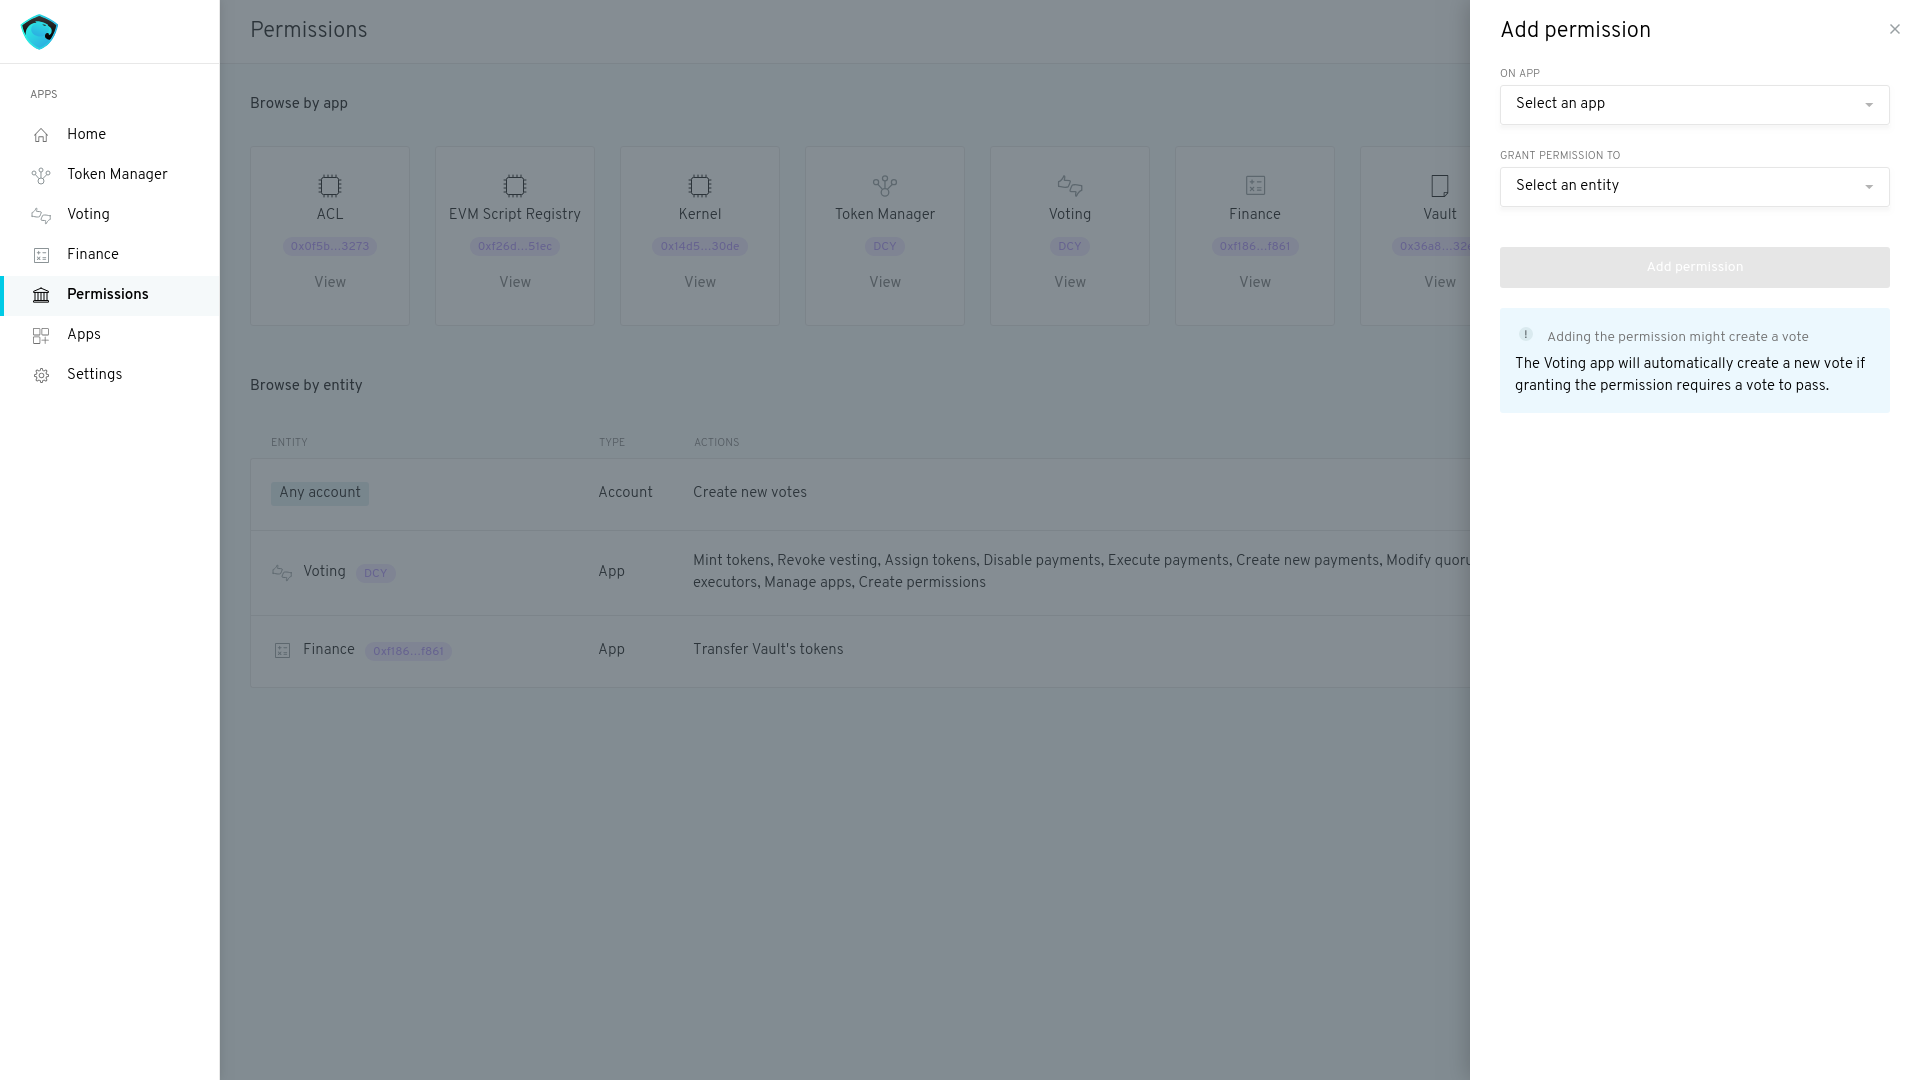 APPS
Home
Token Manager
Voting
Finance
Permissions
Apps
Settings
Permissions
Browse by app
ACL
0x0f5b…3273
View
EVM Script Registry
0xf26d…51ec
View
Kernel
0x14d5…30de
View
Token Manager
DCY
View
Voting
DCY
View
Finance
0xf186…f861
View
Vault
View
Browse by entity
ENTITY TYPE ACTIONS
Any account Account Create new votes
Voting DCY App Mint tokens, Revoke vesting, Assign tokens, Disable payments, Execute payments, Create new payments, Modify
executors, Manage apps, Create permissions
Finance 0xf186…f861 App Transfer Vault's tokens
Add permission
ON APP
Select an app
GRANT PERMISSION TO
Select an entity
Add permission
! Adding the permission might create a vote
The Voting app will automatically create a new vote if
granting the permission requires a vote to pass.